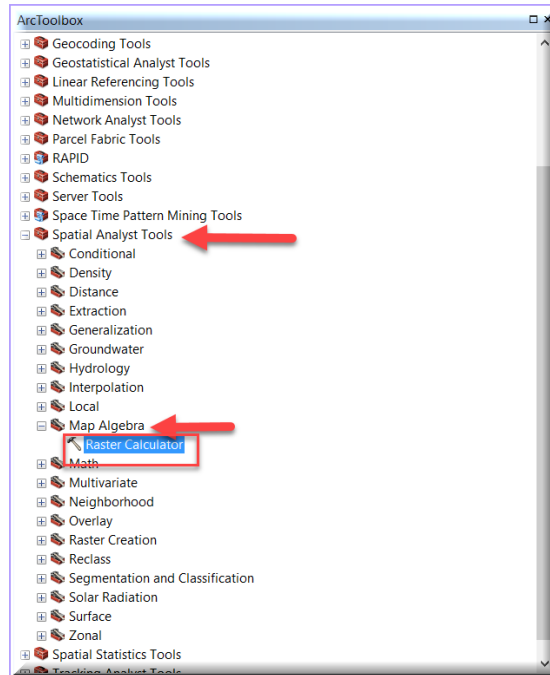 ArcToolbox
Geocoding Tools
Geostatistical Analyst Tools
Linear Referencing Tools
Multidimension Tools
Network Analyst Tools
Parcel Fabric Tools
RAPID
Schematics Tools
Server Tools
Space Time Pattern Mining Tools
Spatial Analyst Tools
Conditional
Density
Distance
Extraction
Generalization
Groundwater
Hydrology
Interpolation
Local
Map Algebra
Raster Calculator
Math
Multivariate
Neighborhood
Overlay
Raster Creation
Reclass
Segmentation and Classification
Solar Radiation
Surface
Zonal
Spatial Statistics Tools
Tracking Analyst Tools